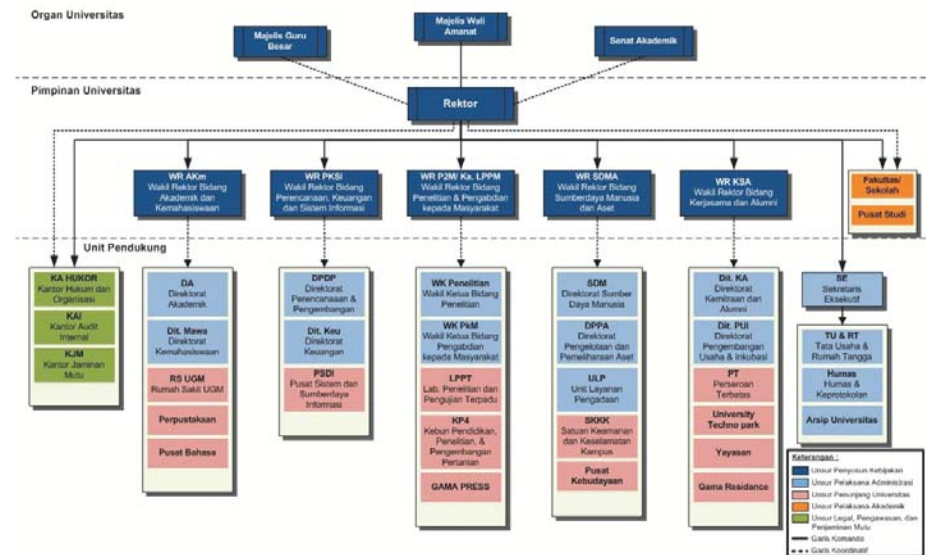 Organ Universitas
Majelis Guru
Besar
Majelis Wali
Amanat
Senat Akademik
Pimpinan Universitas
Rektor
WR AKm
Wakil Rektor Bidang
Akademik dan
Kemahasiswaan
WR PKSI
Wakil Rektor Bidang
Perencanaan, Keuangan
dan Sistem Informasi
WR P2M/ Ka. LPPM
Wakil Rektor Bidang
Penelitian & Pengabdian
kepada Masyarakat
WR SDMA
Wakil Rektor Bidang
Sumberdaya Manusia
dan Aset
WR KSA
Wakil Rektor Bidang
Kerjasama dan Alumni
Fakultas/
Sekolah
Pusat Studi
Unit Pendukung
KA HUKOR
Kantor Hukum dan
Organisasi
KAI
Kantor Audit
Internal
KJM
Kantor Jaminan
Mutu
DA
Direktorat
Akademik
Dit. Mawa
Direktorat
Kemahasiswaan
RS UGM
Rumah Sakit UGM
Perpustakaan
Pusat Bahasa
DPDP
Direktorat
Perencanaaan &
Pengembangan
Dit. Keu
Direktorat
Keuangan
PSDI
Pusat Sistem dan
Sumberdaya
Informasi
WK Penelitian
Wakil Ketua Bidang
Penelitian
WK PkM
Wakil Ketua Bidang
Pengabdian
kepada Masyarakat
LPPT
Lab. Penelitian dan
Pengujian Terpadu
KP4
Kebun Pendidikan,
Penelitian, &
Pengembangan
Pertanian
GAMA PRESS
SDM
Direktorat Sumber
Daya Manusia
DPPA
Direktorat
Pengelolaan dan
Pemeliharaan Aset
ULP
Unit Layanan
Pengadaan
SKKK
Satuan Keamanan
dan Keselamatan
Kampus
Pusat
Kebudayaan
Dit. KA
Direktorat
Kemitraan dan
Alumni
Dit. PUI
Direktorat
Pengembangan
Usaha & Inkubasi
PT
Perseroan
Terbatas
University
Techno park
Yayasan
Gama Residance
SE
Sekretaris
Eksekutif
TU & RT
Tata Usaha &
Rumah Tangga
Humas
Humas &
Keprotokolan
Arsip Universitas
Keterangan :
Unsur Penyusun Kebijakan
Unsur Pelaksana Administrasi
Unsur Penunjang Universitas
Unsur Pelaksana Akademik
Unsur Legal, Pengawasan, dan
Penjaminan Mutu
Garis Komando
Garis Koordinatif